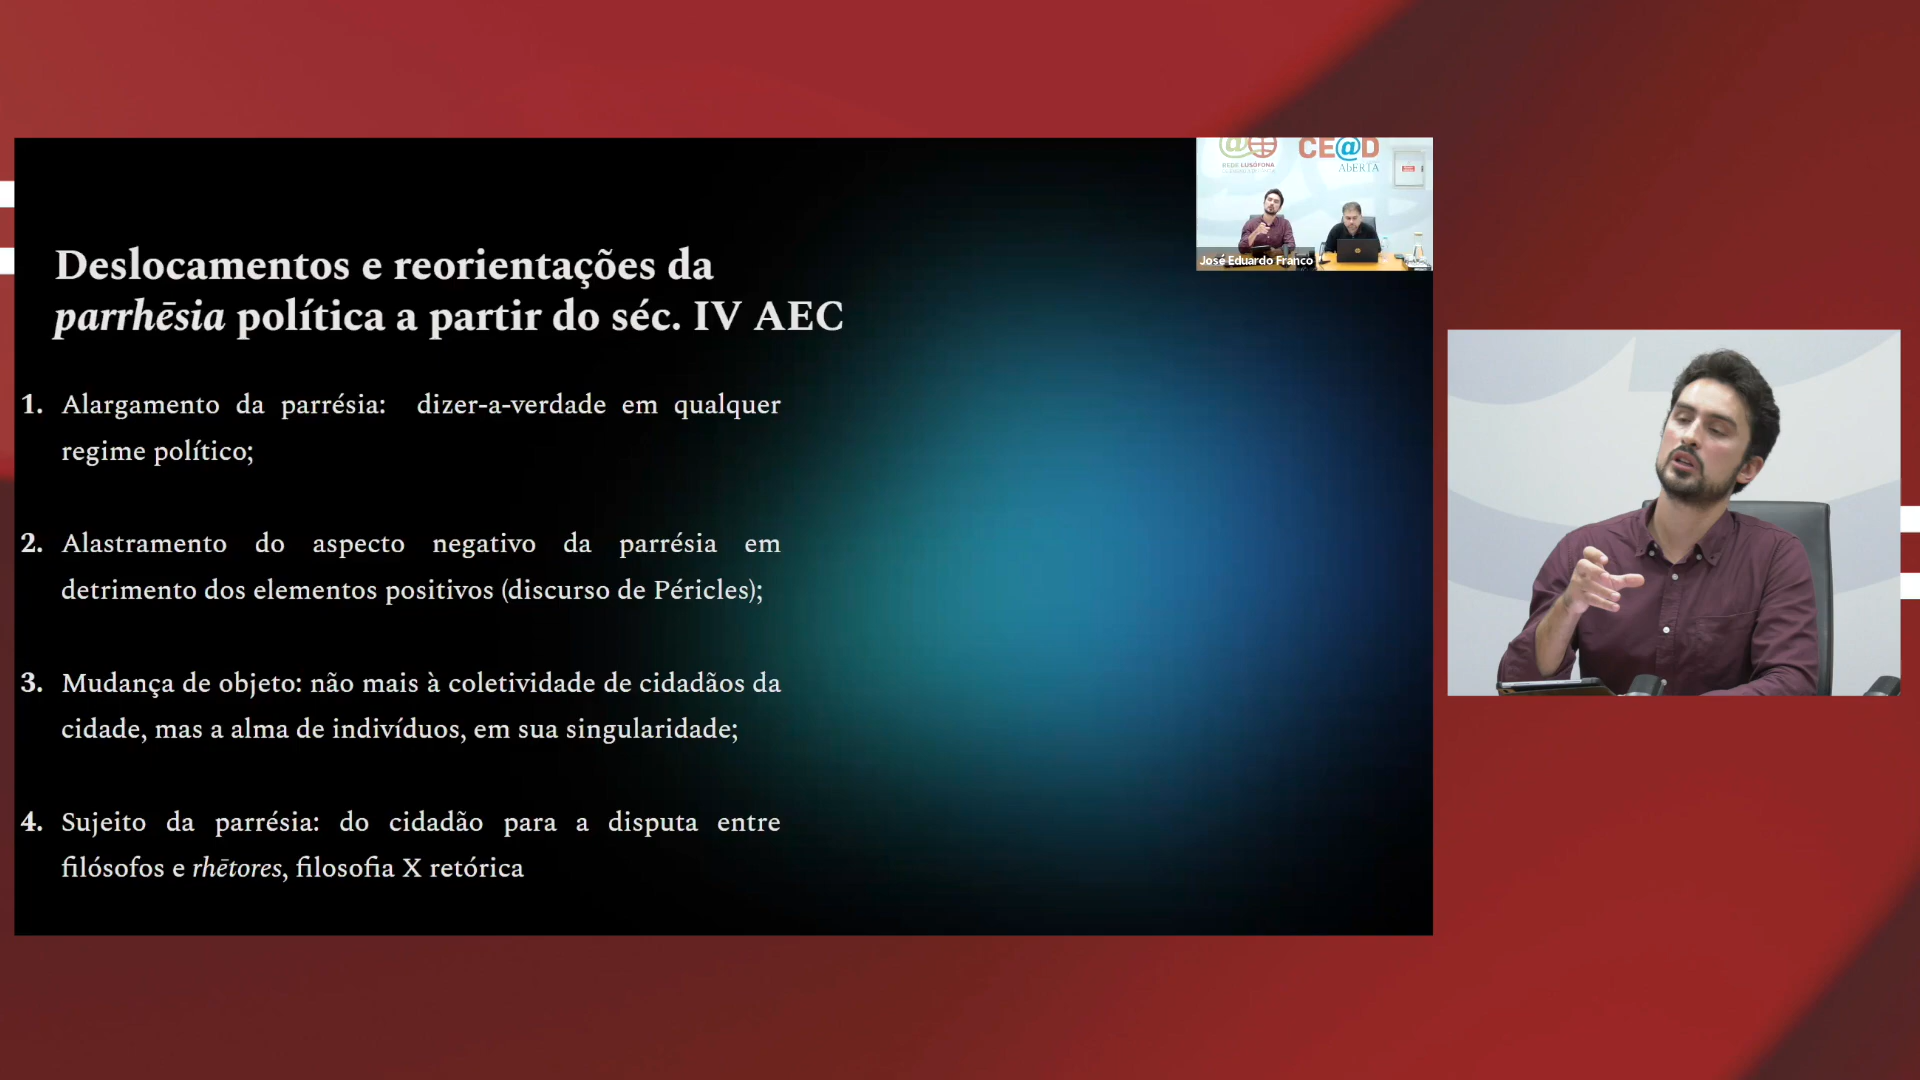 Deslocamentos e reorientações da
parrhēsia política a partir do séc. IV AEC
1. Alargamento da parrésia: dizer-a-verdade em qualquer
regime político;
2. Alastramento do aspecto negativo da parrésia em
detrimento dos elementos positivos (discurso de Péricles);
3. Mudança de objeto: não mais à coletividade de cidadãos da
cidade, mas a alma de indivíduos, em sua singularidade;
4. Sujeito da parrésia: do cidadão para a disputa entre
filósofos e rhētores, filosofia X retórica
REDE LUSÓFONA
CE@D
ABERTA
José Eduardo Franco